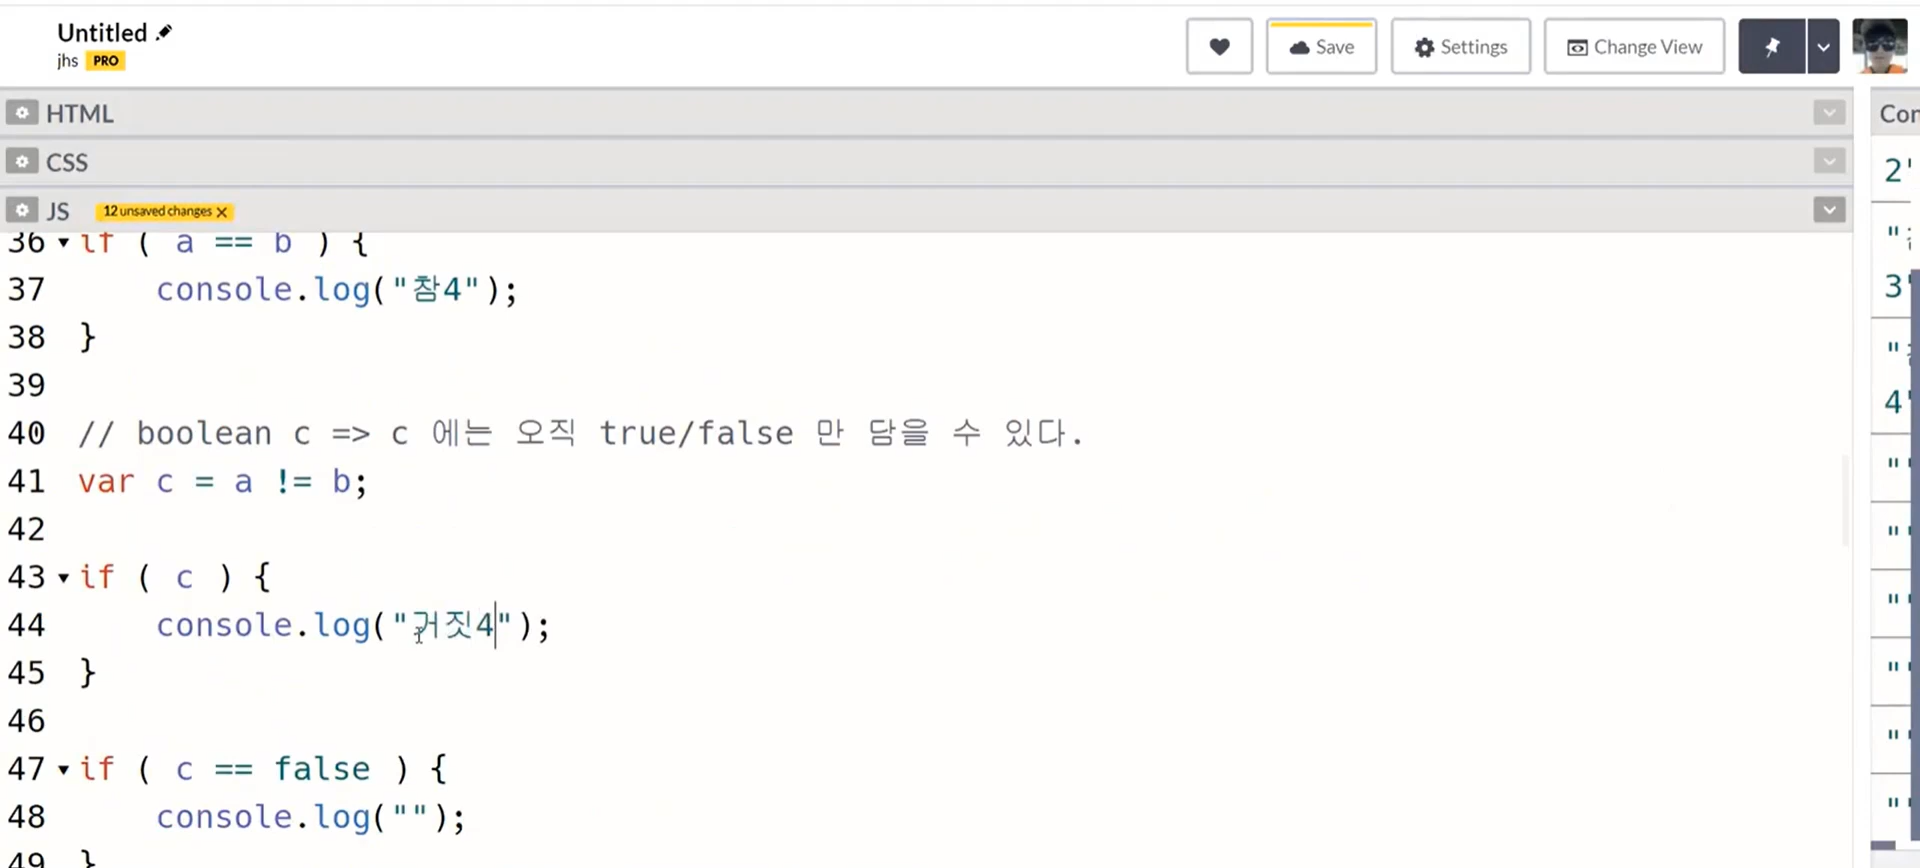 Untitled
jhs PRO
Save
Settings
Change View
HTML
CSS
JS 12 unsaved changes X
36 if ( a == b ) {
37 console.log("참4");
38 }
39
40 // boolean c => c 에는 오직 true/false 만 담을 수 있다.
41 var c = a != b;
42
43 if ( c ) {
44 console.log("거짓4");
45 }
46
47 if ( c == false ) {
48 console.log("");
49 }
2'
"
3'
"
4'
"'
"'
"'
"'
"'
"'